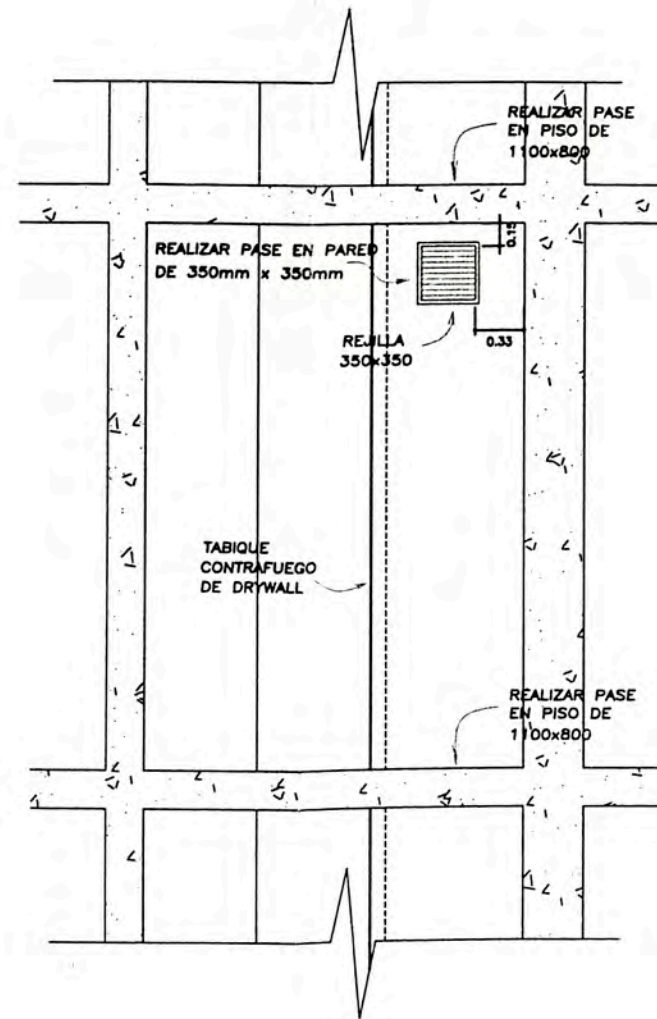 REALIZAR PASE
EN PISO DE
1100x800
0.15
REALIZAR PASE EN PARED
DE 350mm x 350mm
REJILLA
350x350
0.33
TABIQUE
CONTRAFUEGO
DE DRYWALL
REALIZAR PASE
EN PISO DE
1100x800